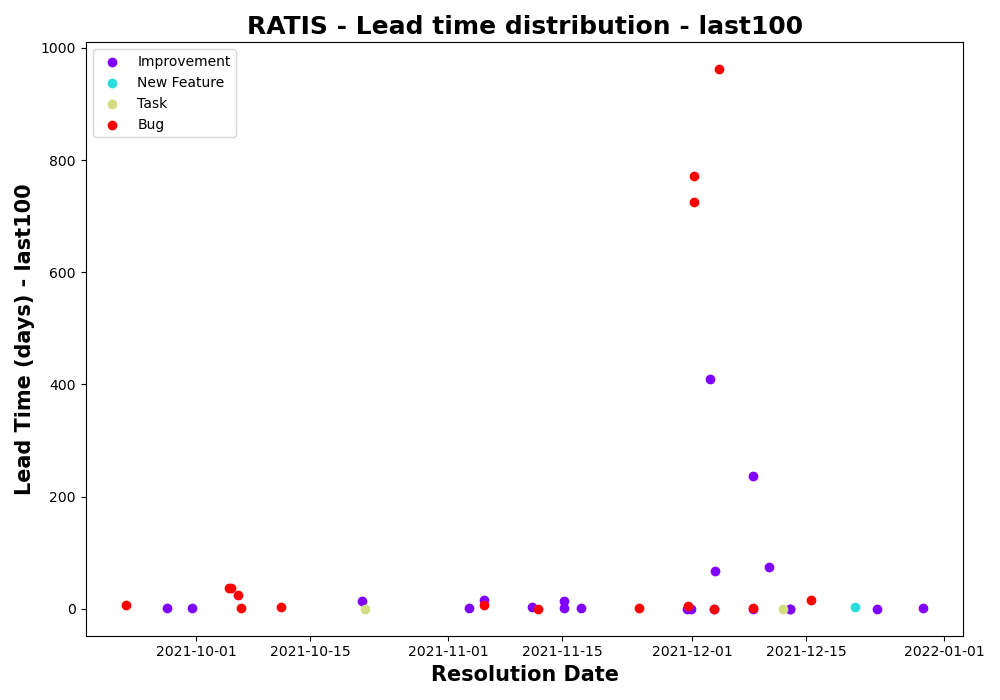 RATIS - Lead time distribution - last100
Improvement
New Feature
Task
Bug
Lead Time (days) - last100
1000
800
600
400
200
0
2021-10-01
2021-10-15
2021-11-01
2021-11-15
2021-12-01
2021-12-15
2022-01-01
Resolution Date